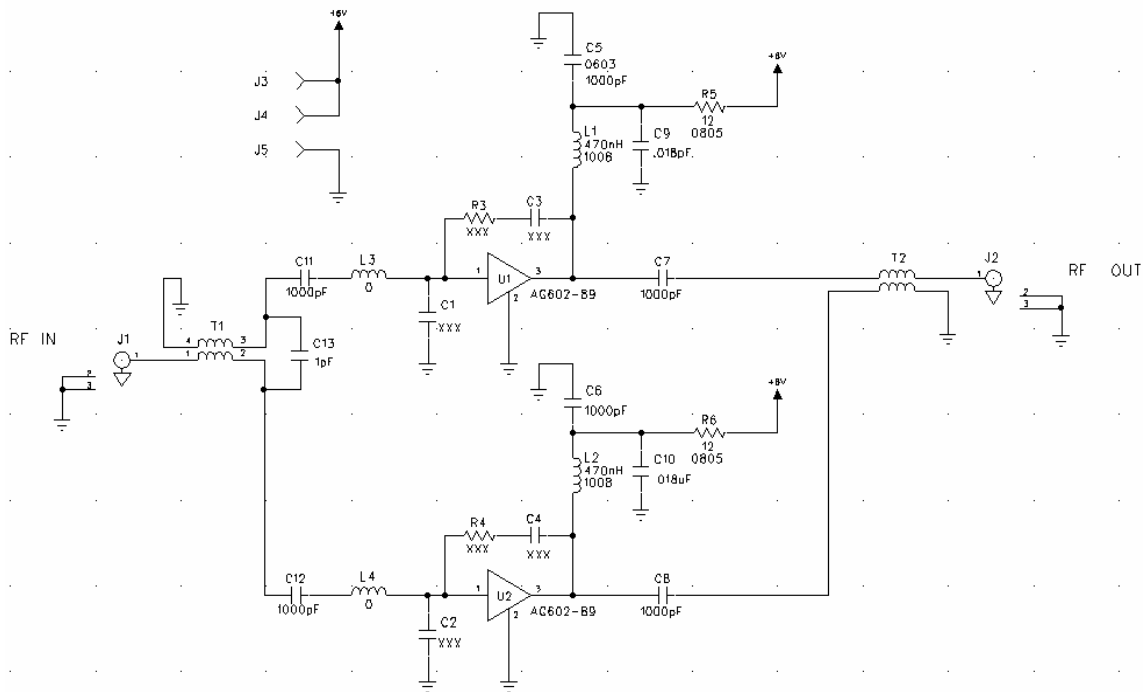 +6V
J3
J4
J5
C5
0603
1000pF
+6V
R5
12
0805
L1
470nH
1008
C9
.018pF
R3
XXX
C3
XXX
C11
1000pF
L3
0
1
U1
3
2
AG602-89
C1
XXX
C7
1000pF
T2
J2
1
RF OUT
2
3
RF IN
J1
1
2
3
T1
4
3
1
2
C13
1pF
C6
1000pF
+6V
R6
12
0805
L2
470nH
1008
C10
.018uF
R4
XXX
C4
XXX
C12
1000pF
L4
0
1
U2
3
2
AG602-89
C2
XXX
C8
1000pF